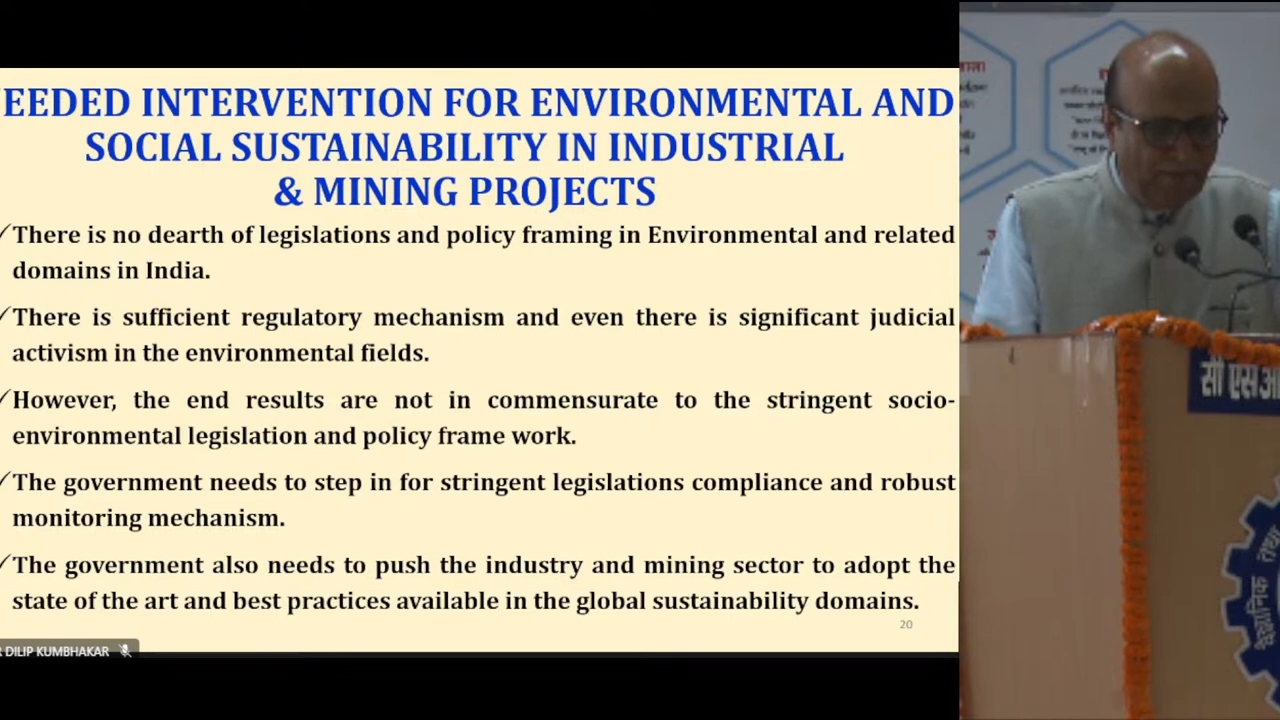 EEDED INTERVENTION FOR ENVIRONMENTAL AND
SOCIAL SUSTAINABILITY IN INDUSTRIAL
& MINING PROJECTS
✓There is no dearth of legislations and policy framing in Environmental and related
domains in India.
✓There is sufficient regulatory mechanism and even there is significant judicial
activism in the environmental fields.
✓However, the end results are not in commensurate to the stringent socio-
environmental legislation and policy frame work.
✓The government needs to step in for stringent legislations compliance and robust
monitoring mechanism.
✓The government also needs to push the industry and mining sector to adopt the
state of the art and best practices available in the global sustainability domains.
20
R DILIP KUMBHAKAR
सी एस आ